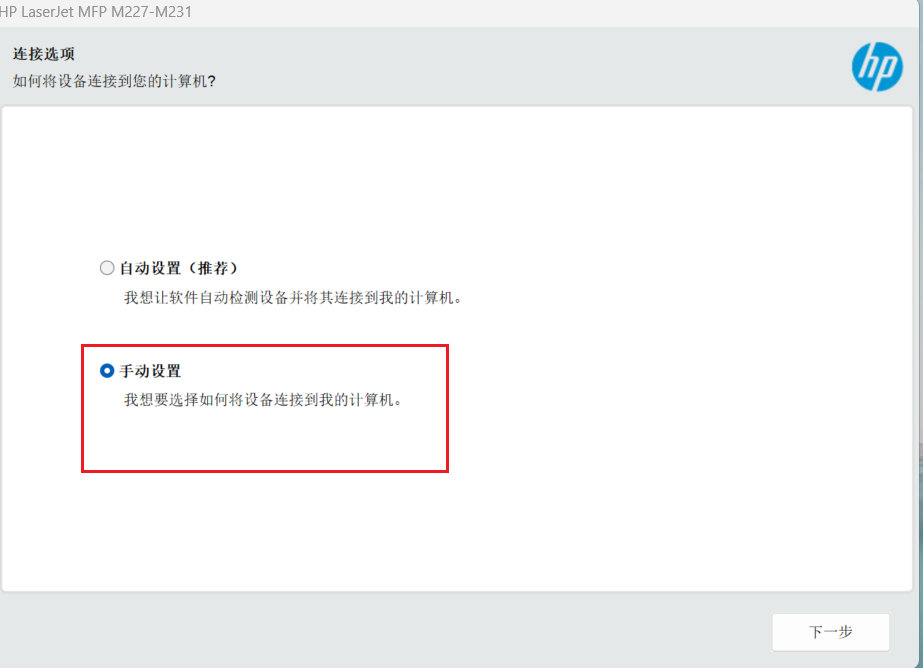 HP LaserJet MFP M227-M231
连接选项
如何将设备连接到您的计算机?
hp
自动设置（推荐）
我想让软件自动检测设备并将其连接到我的计算机。
手动设置
我想要选择如何将设备连接到我的计算机。
下一步